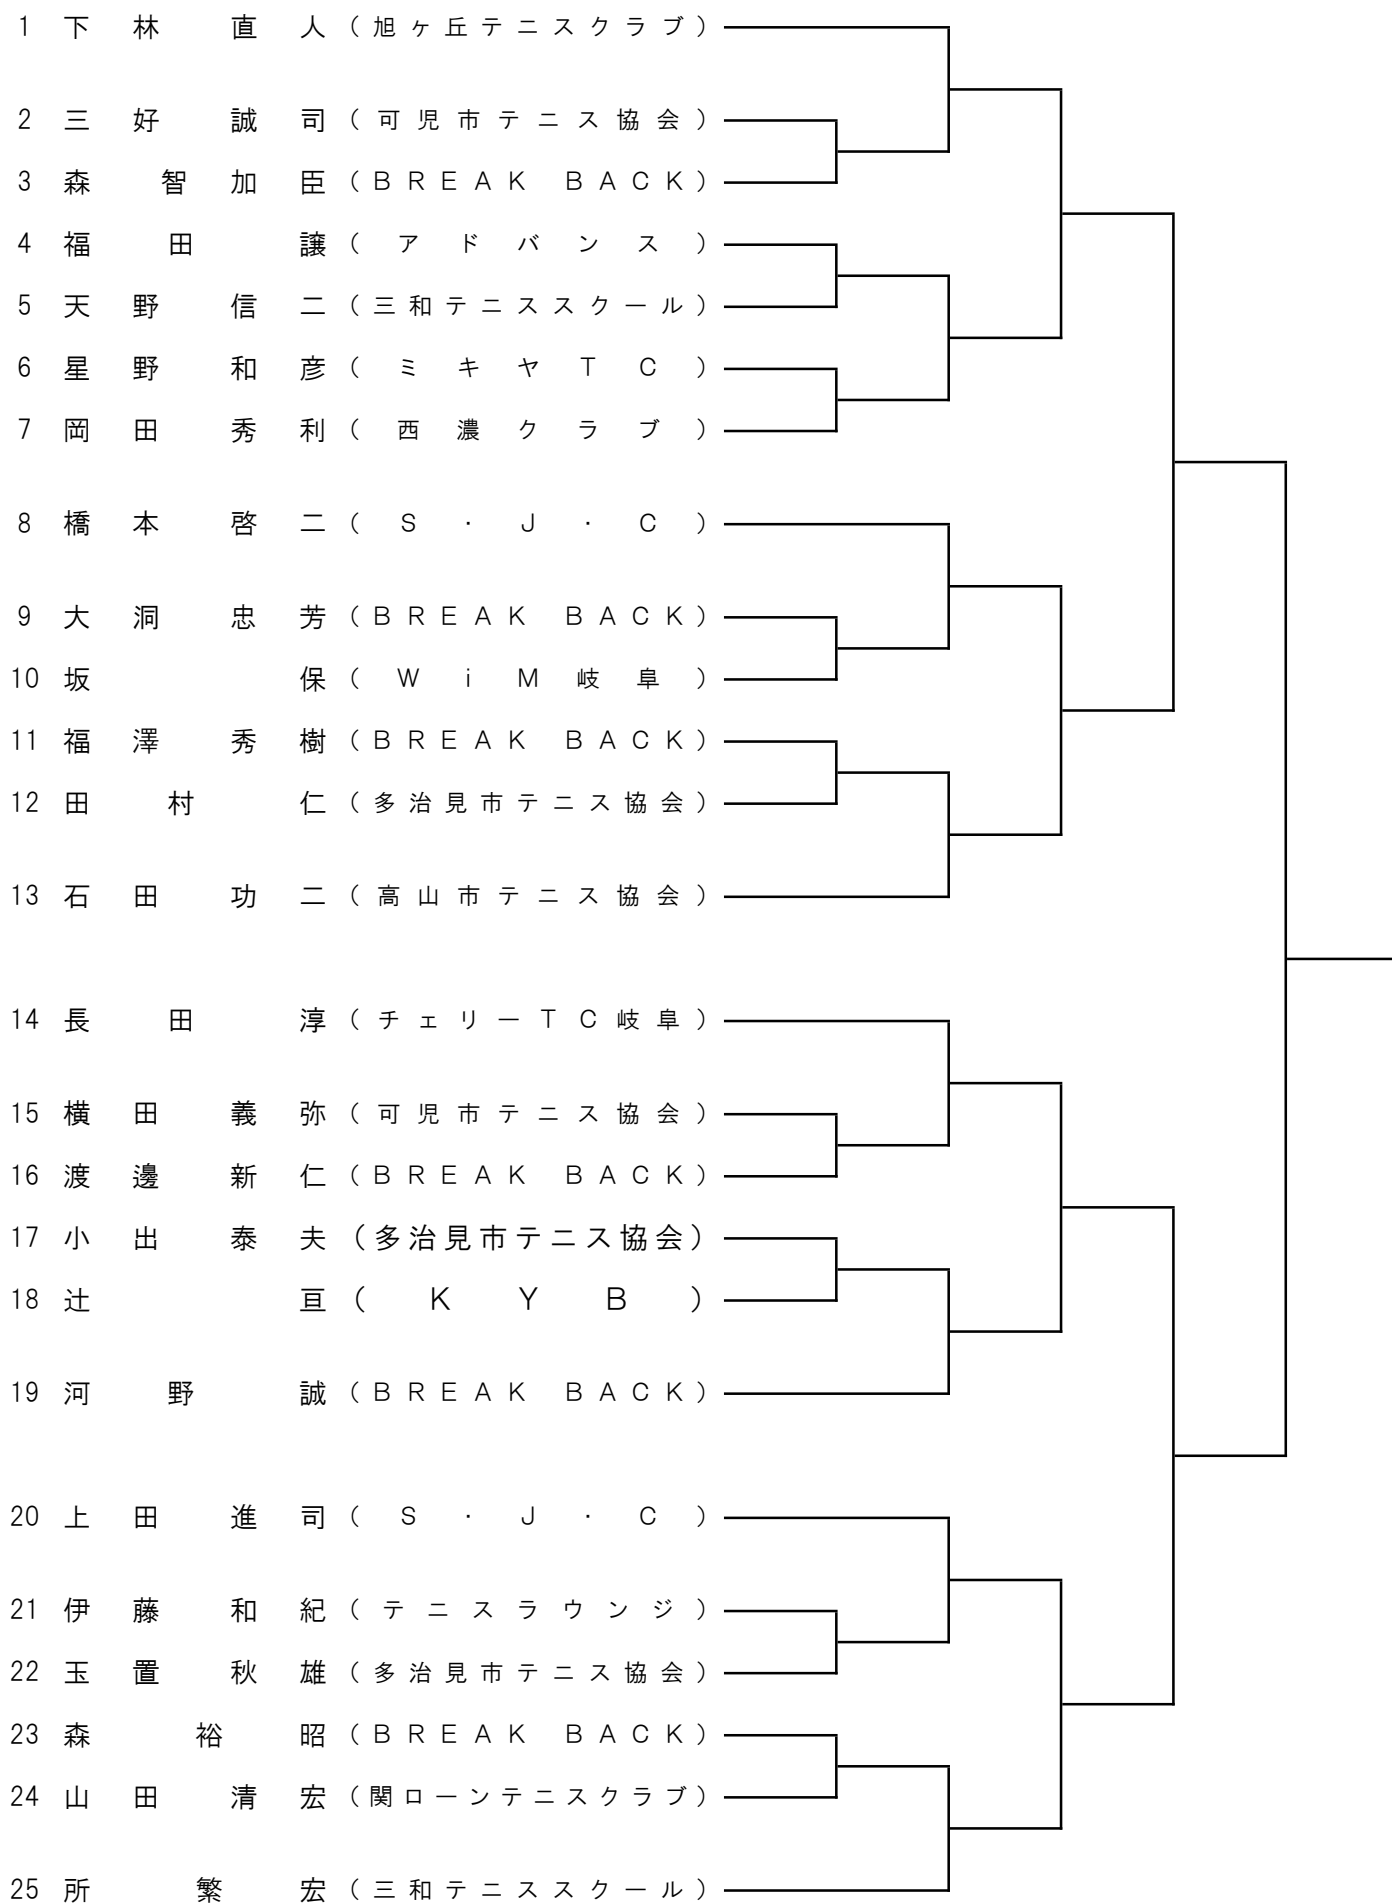 1 下林 直人 (旭ヶ丘テニスクラブ)
2 三好 誠司 (可児市テニス協会)
3 森 智加臣 (BREAK BACK)
4 福田 譲 (アドバンス)
5 天野 信二 (三和テニススクール)
6 星野 和彦 (ミキヤTC)
7 岡田 秀利 (西濃クラブ)
8 橋本 啓二 (S・J・C)
9 大洞 忠芳 (BREAK BACK)
10 坂 保 (WiM岐阜)
11 福澤 秀樹 (BREAK BACK)
12 田村 仁 (多治見市テニス協会)
13 石田 功二 (高山市テニス協会)
14 長田 淳 (チェリーTC岐阜)
15 横田 義弥 (可児市テニス協会)
16 渡邊 新仁 (BREAK BACK)
17 小出 泰夫 (多治見市テニス協会)
18 辻 亘 (KYB)
19 河野 誠 (BREAK BACK)
20 上田 進司 (S・J・C)
21 伊藤 和紀 (テニスラウンジ)
22 玉置 秋雄 (多治見市テニス協会)
23 森 裕昭 (BREAK BACK)
24 山田 清宏 (関ローンテニスクラブ)
25 所 繁宏 (三和テニススクール)